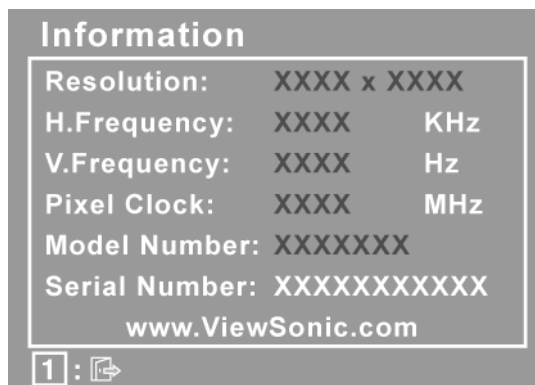 Information
Resolution: XXXX x XXXX
H.Frequency: XXXX KHz
V.Frequency: XXXX Hz
Pixel Clock: XXXX MHz
Model Number: XXXXXXX
Serial Number: XXXXXXXXXXX
www.ViewSonic.com
1 :